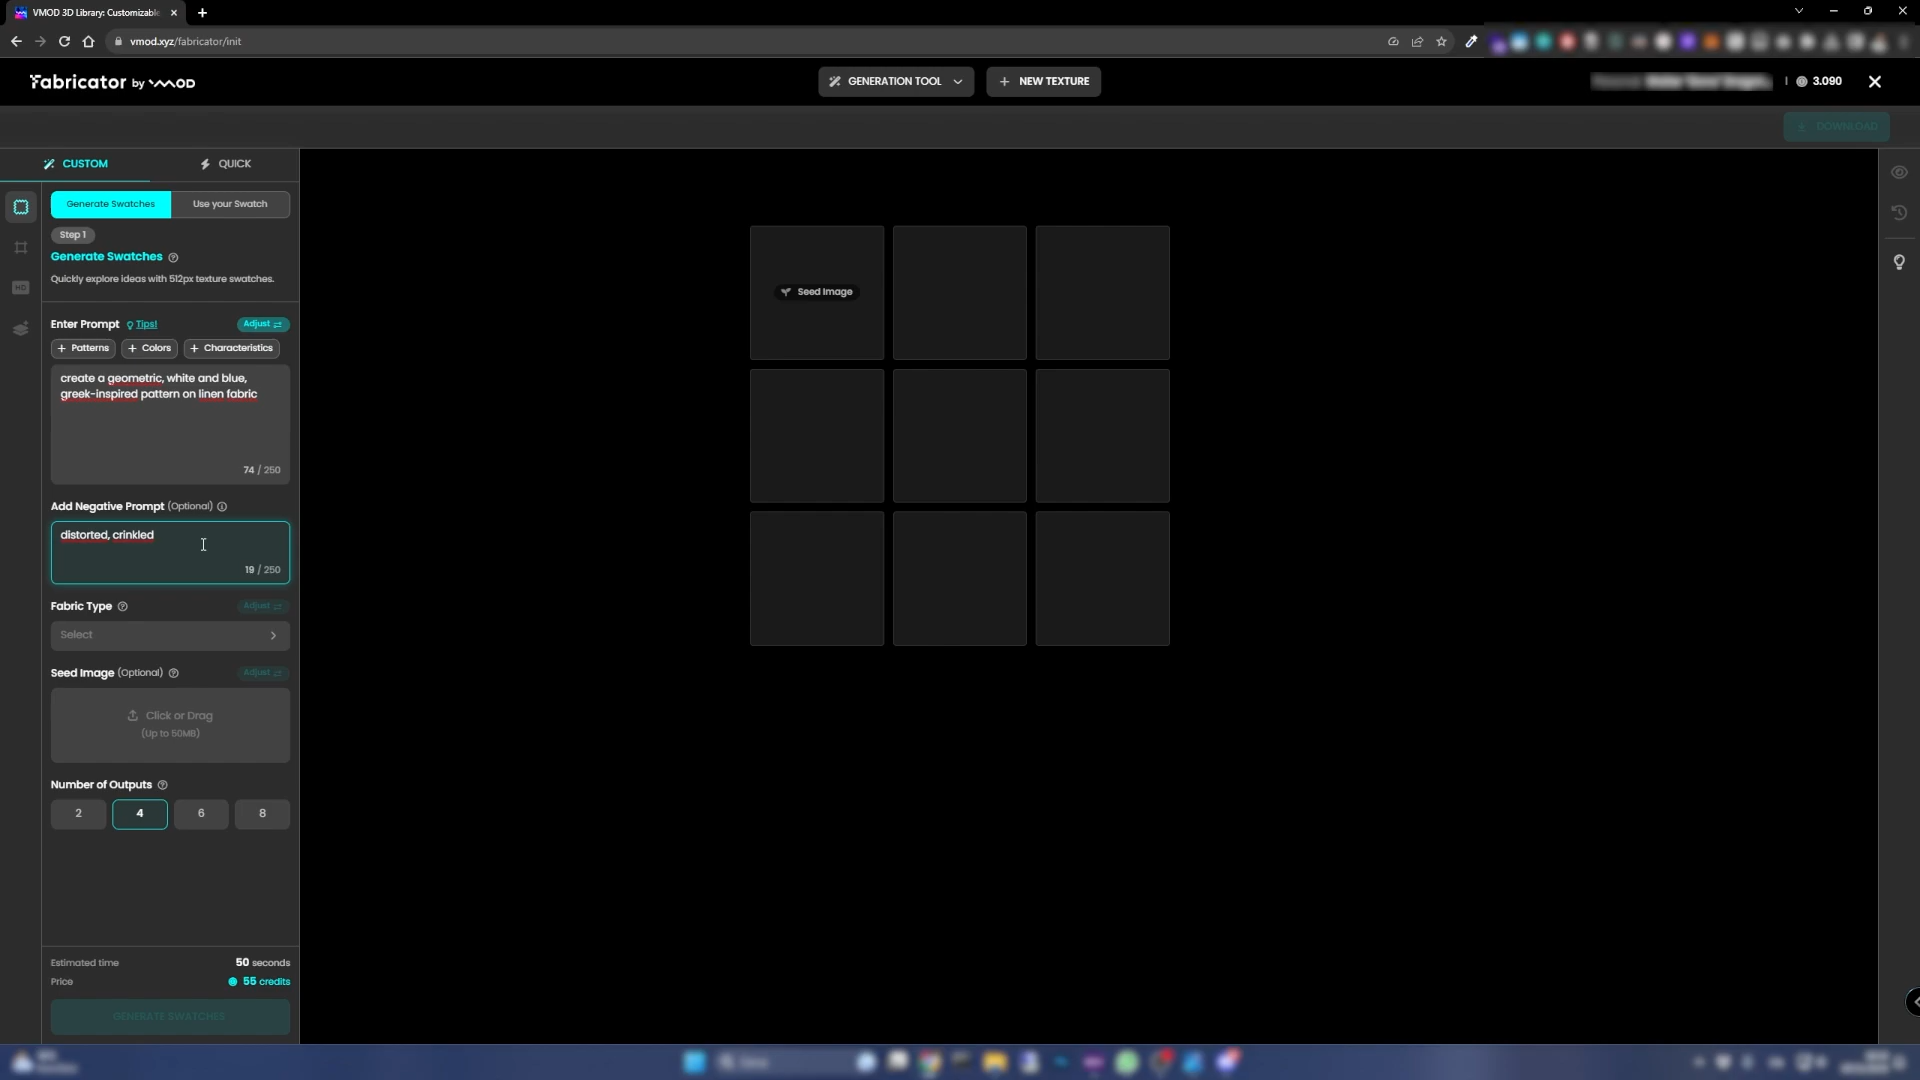 VMOD 3D Library: Customizable
vmod.xyz/fabricator/init
Fabricator by VMOD
GENERATION TOOL
NEW TEXTURE
3.090
DOWNLOAD
CUSTOM
QUICK
Generate Swatches
Use your Swatch
Step 1
Generate Swatches
Quickly explore ideas with 512px texture swatches.
Enter Prompt
Tips!
Adjust
+ Patterns
+ Colors
+ Characteristics
create a geometric, white and blue,
greek-inspired pattern on linen fabric
74 / 250
Add Negative Prompt (Optional)
distorted, crinkled
19 / 250
Fabric Type
Adjust
Select
Seed Image (Optional)
Adjust
Click or Drag
(Up to 50MB)
Number of Outputs
2
4
6
8
Estimated time
50 seconds
Price
55 credits
GENERATE SWATCHES
HD
Seed Image